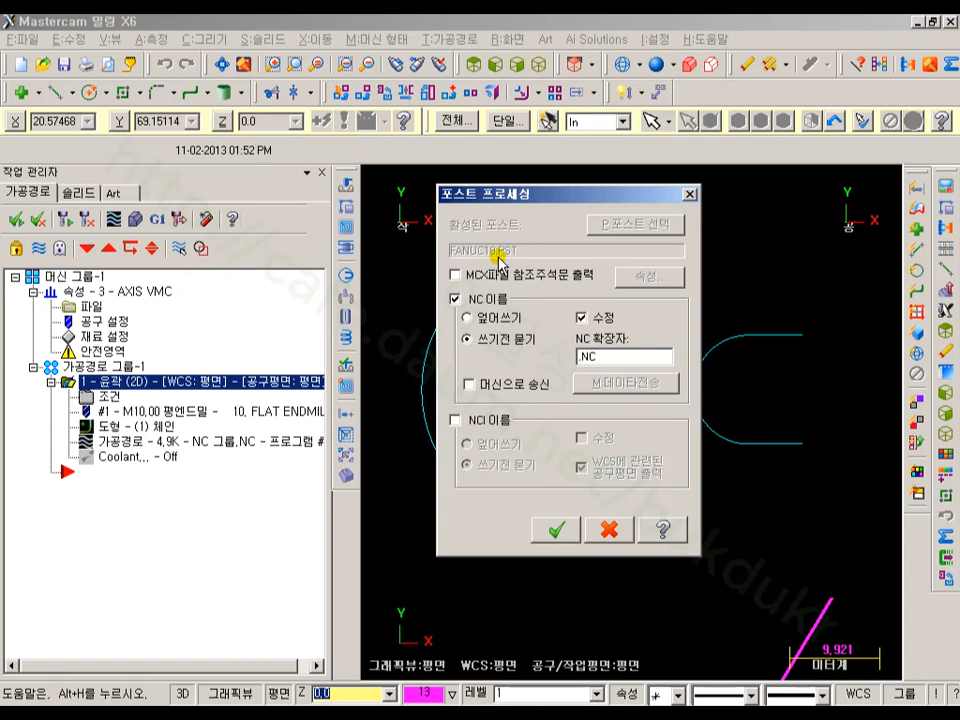 Mastercam 밀링 X6
F:파일 E:수정 V:뷰 A:측정 C:그리기 S:솔리드 X:이동 M:머신 형태 T:가공경로 R:화면 Art Ai Solutions I:설정 H:도움말
X 20.57468 Y 69.15114 Z 0.0 전체... 단일... In
11-02-2013 01:52 PM
작업 관리자
가공경로 솔리드 Art
G1
머신 그룹-1
속성 - 3 - AXIS VMC
파일
공구 설정
재료 설정
안전영역
가공경로 그룹-1
1 - 윤곽 (2D) - [WCS: 평면] - [공구평면: 평면]
조건
#1 - M10.00 평엔드밀 - 10. FLAT ENDMIL
도형 - (1) 체인
가공경로 - 4.9K - NC 그룹.NC - 프로그램 #
Coolant... - Off
포스트 프로세싱
활성된 포스트:
P:포스트 선택
FANUC18.PST
MCX파일 참조주석문 출력
속성...
NC 이름
엎어쓰기
수정
쓰기전 묻기
NC 확장자:
.NC
머신으로 송신
M:데이타전송
NCI 이름
엎어쓰기
수정
쓰기전 묻기
WCS에 관련된
공구평면 출력
Y
X
작
Y
X
공
Y
X
9.921
미터계
그래픽뷰:평면 WCS:평면 공구/작업평면:평면
도움말은, Alt+H를 누르시오. 3D 그래픽뷰 평면 Z 0.0 13 레벨 1 속성 WCS 그룹 ! ?